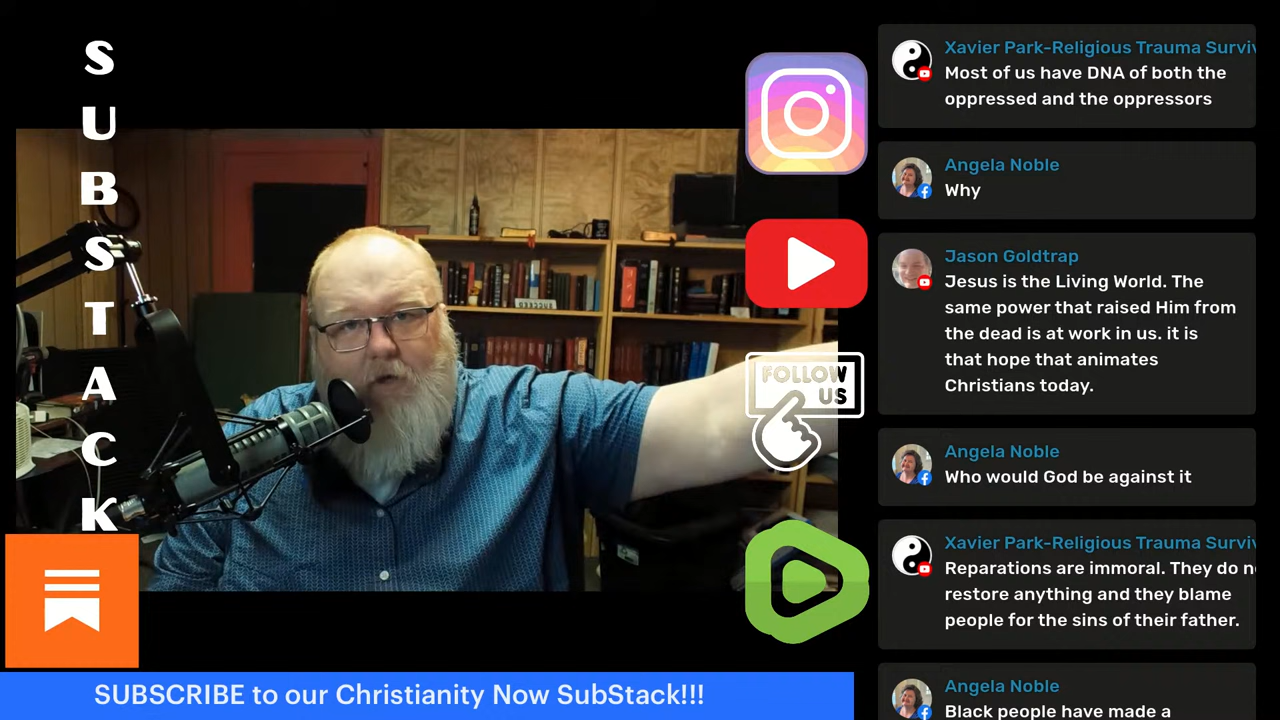 SUBSTACK
SUCCEED
FOLLOW
US
SUBSCRIBE to our Christianity Now SubStack!!!
Xavier Park-Religious Trauma Surviv
Most of us have DNA of both the
oppressed and the oppressors
Angela Noble
Why
Jason Goldtrap
Jesus is the Living World. The
same power that raised Him from
the dead is at work in us. it is
that hope that animates
Christians today.
Angela Noble
Who would God be against it
Xavier Park-Religious Trauma Surviv
Reparations are immoral. They do n
restore anything and they blame
people for the sins of their father.
Angela Noble
Black people have made a